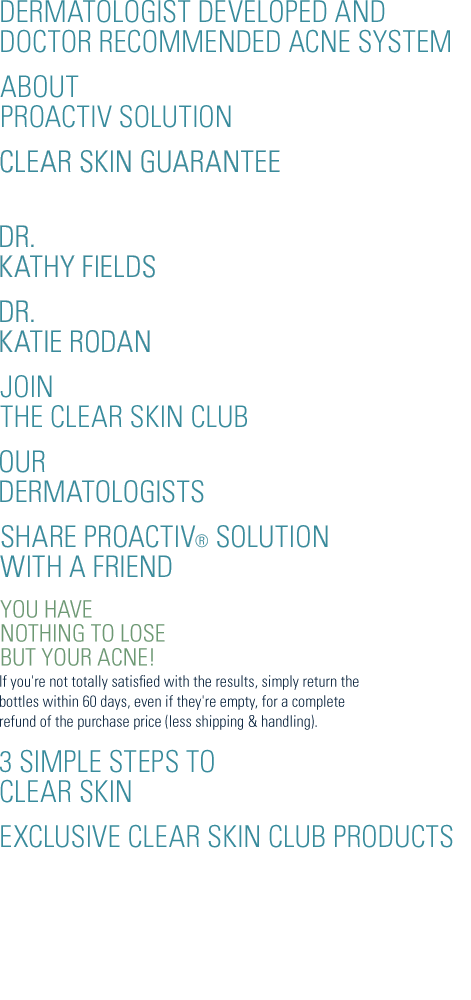 DERMATOLOGIST DEVELOPED AND
DOCTOR RECOMMENDED ACNE SYSTEM
ABOUT
PROACTIV SOLUTION
CLEAR SKIN GUARANTEE
DR.
KATHY FIELDS
DR.
KATIE RODAN
JOIN
THE CLEAR SKIN CLUB
OUR
DERMATOLOGISTS
SHARE PROACTIV® SOLUTION
WITH A FRIEND
YOU HAVE
NOTHING TO LOSE
BUT YOUR ACNE!
If you're not totally satisfied with the results, simply return the
bottles within 60 days, even if they're empty, for a complete
refund of the purchase price (less shipping & handling).
3 SIMPLE STEPS TO
CLEAR SKIN
EXCLUSIVE CLEAR SKIN CLUB PRODUCTS